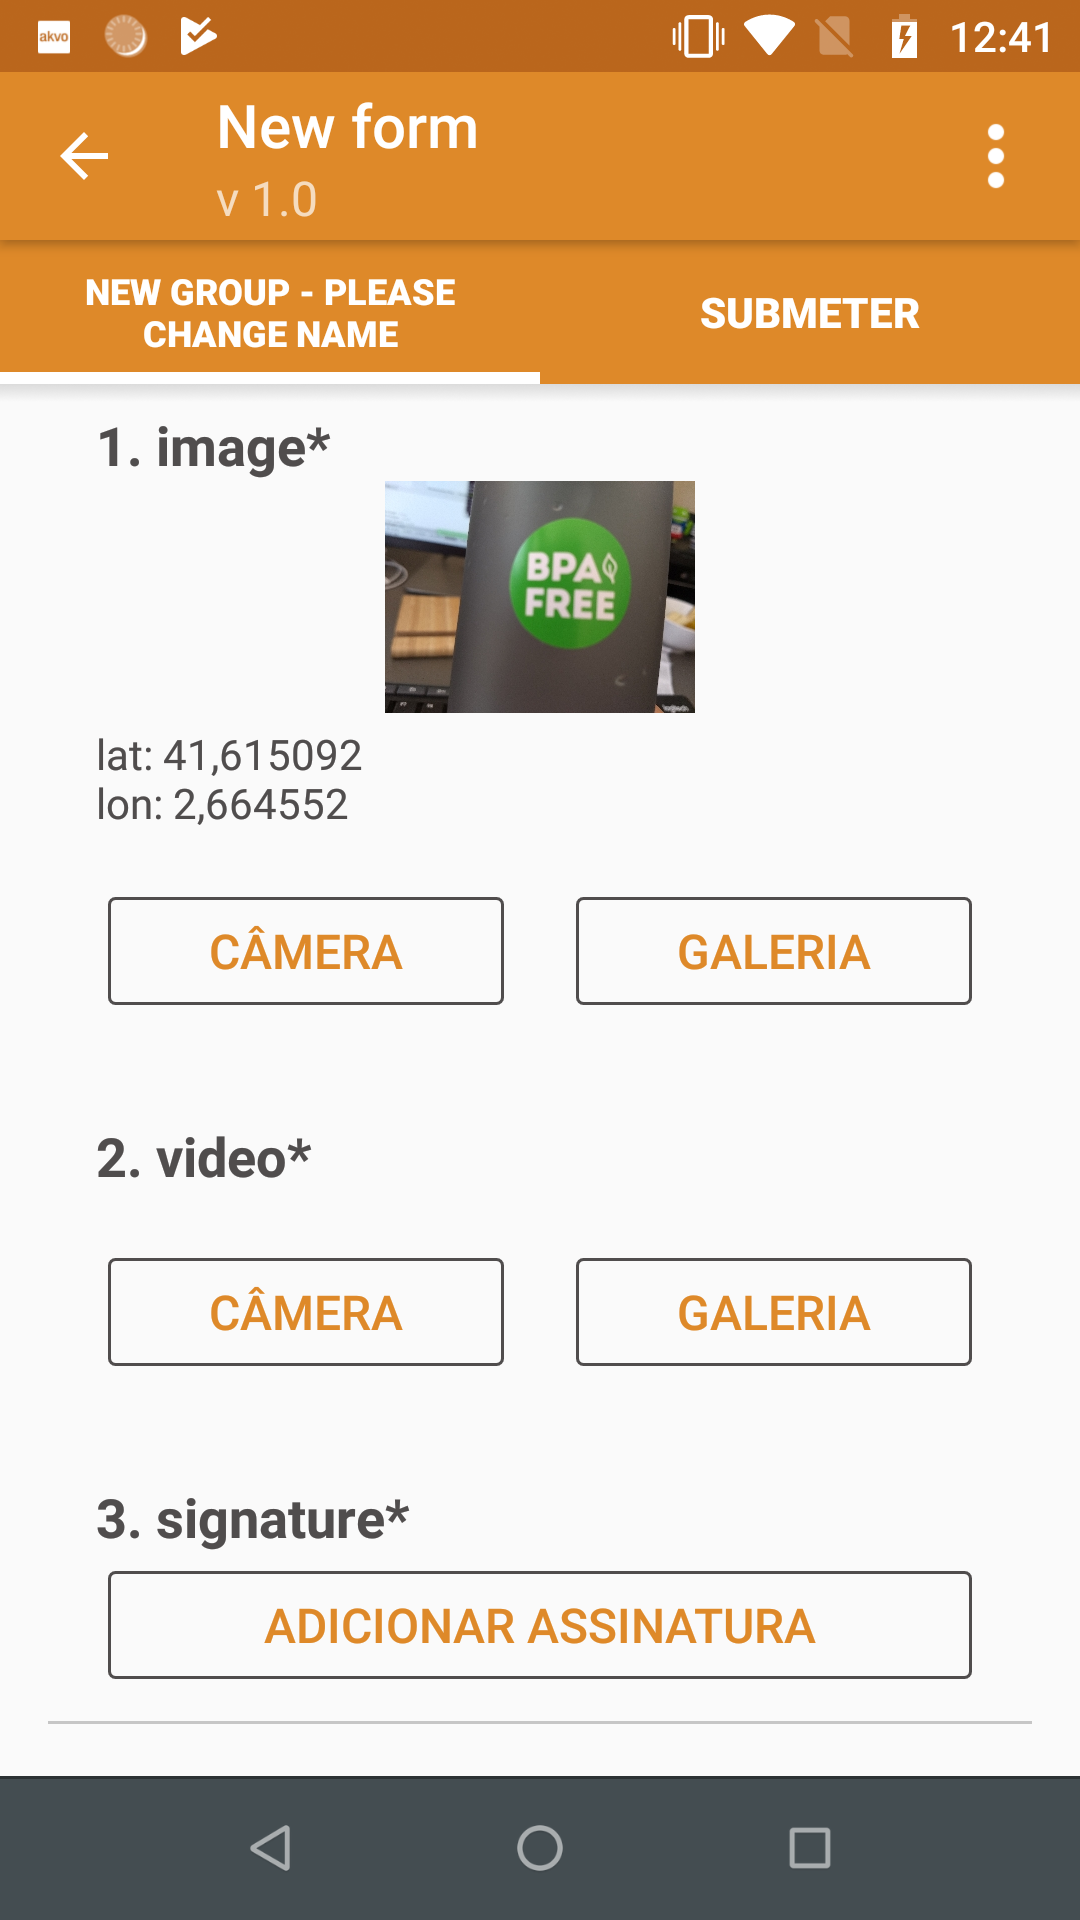 akvo
12:41
New form
v 1.0
NEW GROUP - PLEASE
CHANGE NAME
SUBMETER
1. image*
BPA
FREE
lat: 41,615092
lon: 2,664552
CÂMERA
GALERIA
2. video*
CÂMERA
GALERIA
3. signature*
ADICIONAR ASSINATURA